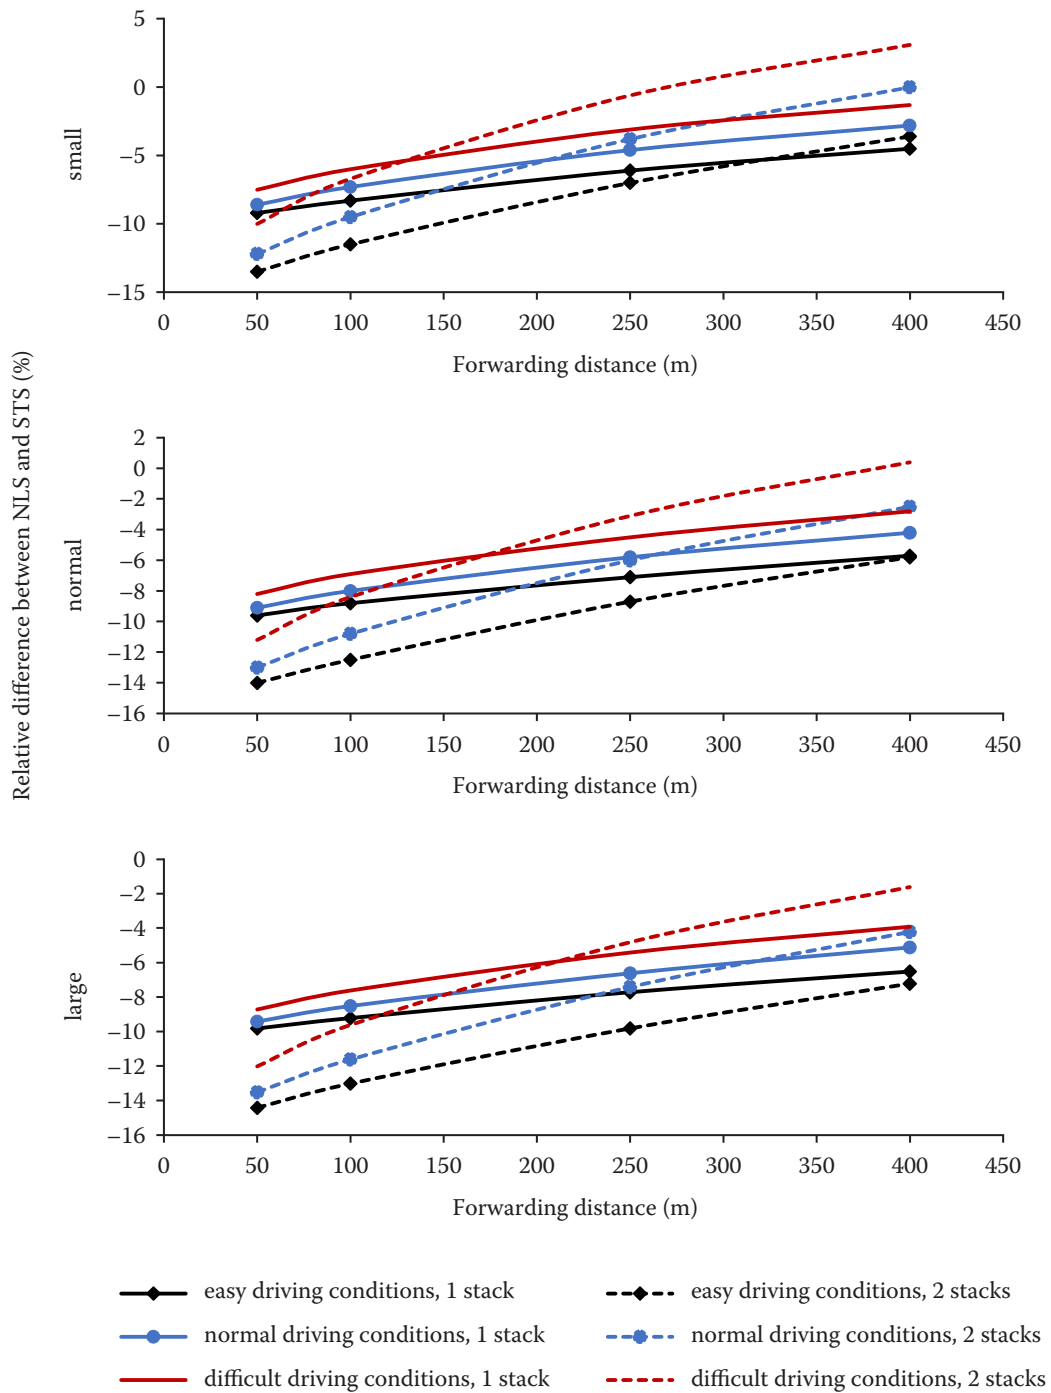 Relative difference between NLS and STS (%)
small
5
0
–5
–10
–15
0 50 100 150 200 250 300 350 400 450
Forwarding distance (m)
normal
2
0
–2
–4
–6
–8
–10
–12
–14
–16
0 50 100 150 200 250 300 350 400 450
Forwarding distance (m)
large
0
–2
–4
–6
–8
–10
–12
–14
–16
0 50 100 150 200 250 300 350 400 450
Forwarding distance (m)
easy driving conditions, 1 stack easy driving conditions, 2 stacks
normal driving conditions, 1 stack normal driving conditions, 2 stacks
difficult driving conditions, 1 stack difficult driving conditions, 2 stacks